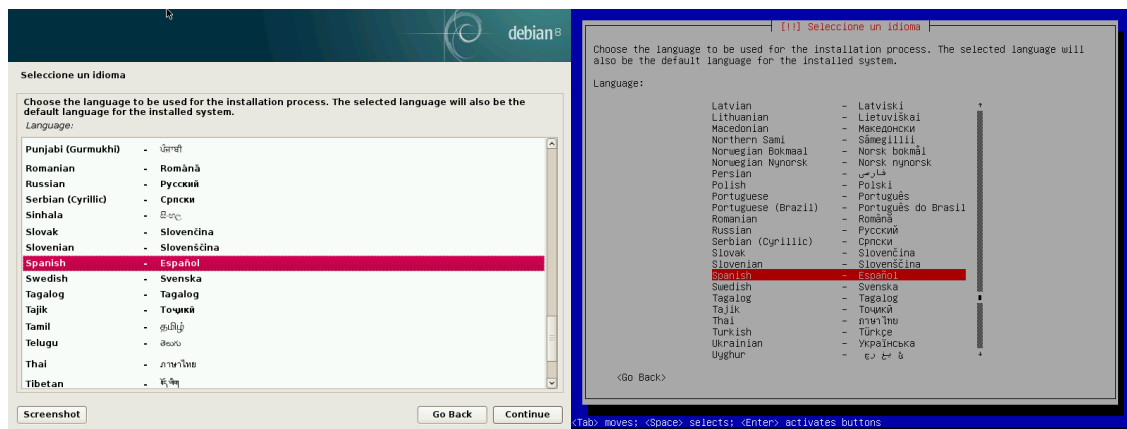 debian 8
Seleccione un idioma
Choose the language to be used for the installation process. The selected language will also be the
default language for the installed system.
Language:
Punjabi (Gurmukhi) - ਪੰਜਾਬੀ
Romanian - Română
Russian - Русский
Serbian (Cyrillic) - Српски
Sinhala - සිංහල
Slovak - Slovenčina
Slovenian - Slovenščina
Spanish - Español
Swedish - Svenska
Tagalog - Tagalog
Tajik - Тоҷикӣ
Tamil - தமிழ்
Telugu - తెలుగు
Thai - ภาษาไทย
Tibetan - བོད་ཡིག
Screenshot
Go Back
Continue
[!!] Seleccione un idioma
Choose the language to be used for the installation process. The selected language will
also be the default language for the installed system.
Language:
Latvian - Latviski
Lithuanian - Lietuviškai
Macedonian - Македонски
Northern Sami - Sámegillii
Norwegian Bokmaal - Norsk bokmål
Norwegian Nynorsk - Norsk nynorsk
Persian - فارسی
Polish - Polski
Portuguese - Português
Portuguese (Brazil) - Português do Brasil
Romanian - Română
Russian - Русский
Serbian (Cyrillic) - Српски
Slovak - Slovenčina
Slovenian - Slovenščina
Spanish - Español
Swedish - Svenska
Tagalog - Tagalog
Tajik - Тоҷикӣ
Thai - ภาษาไทย
Turkish - Türkçe
Ukrainian - Українська
Uyghur -
<Go Back>
<Tab> moves; <Space> selects; <Enter> activates buttons